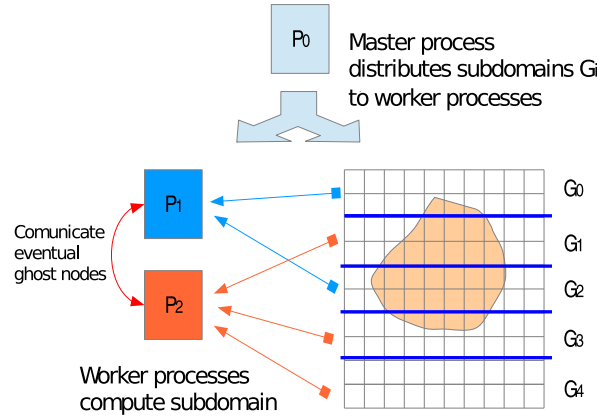 P0
Master process
distributes subdomains Gi
to worker processes
P1
G0
G1
Comunicate
eventual
ghost nodes
P2
G2
G3
Worker processes
compute subdomain
G4